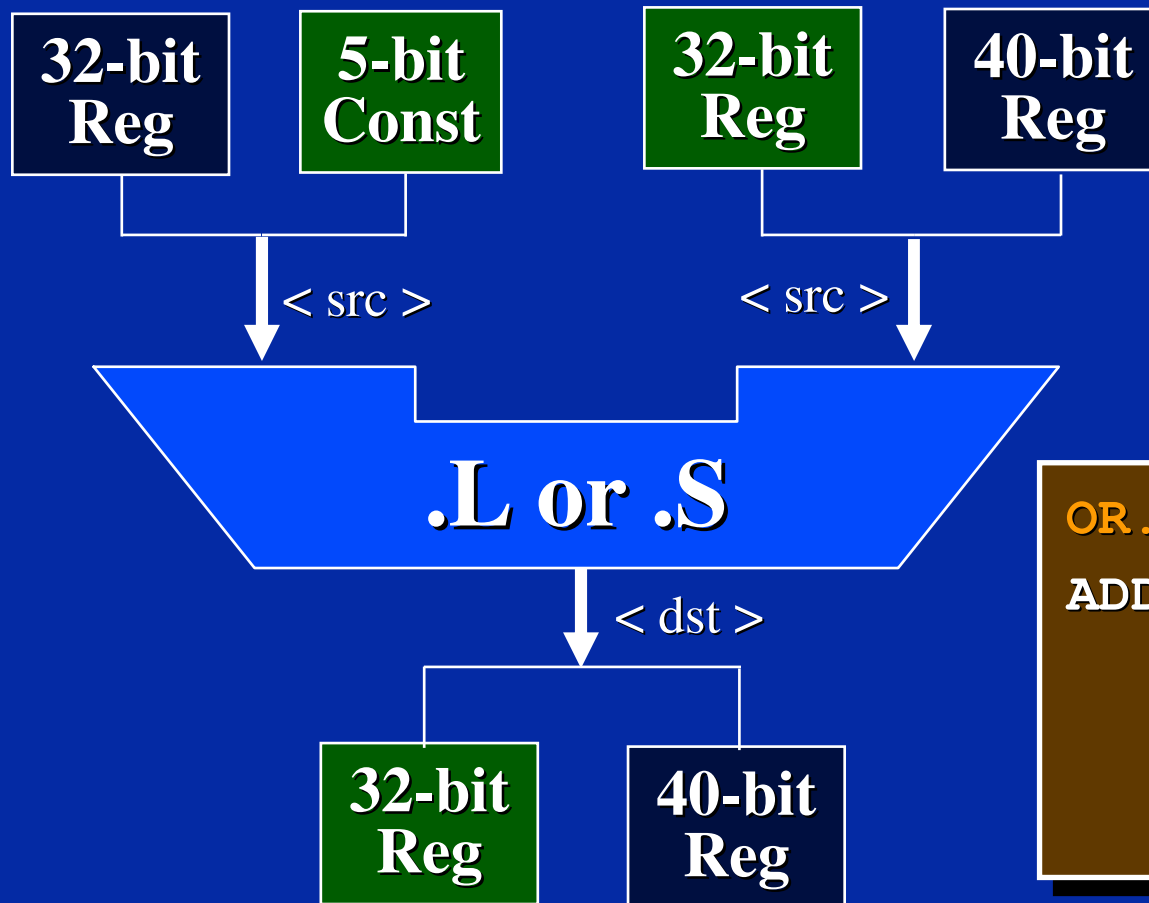 32-bit
Reg
5-bit
Const
32-bit
Reg
40-bit
Reg
< src >
< src >
.L or .S
OR.
ADD
< dst >
32-bit
Reg
40-bit
Reg